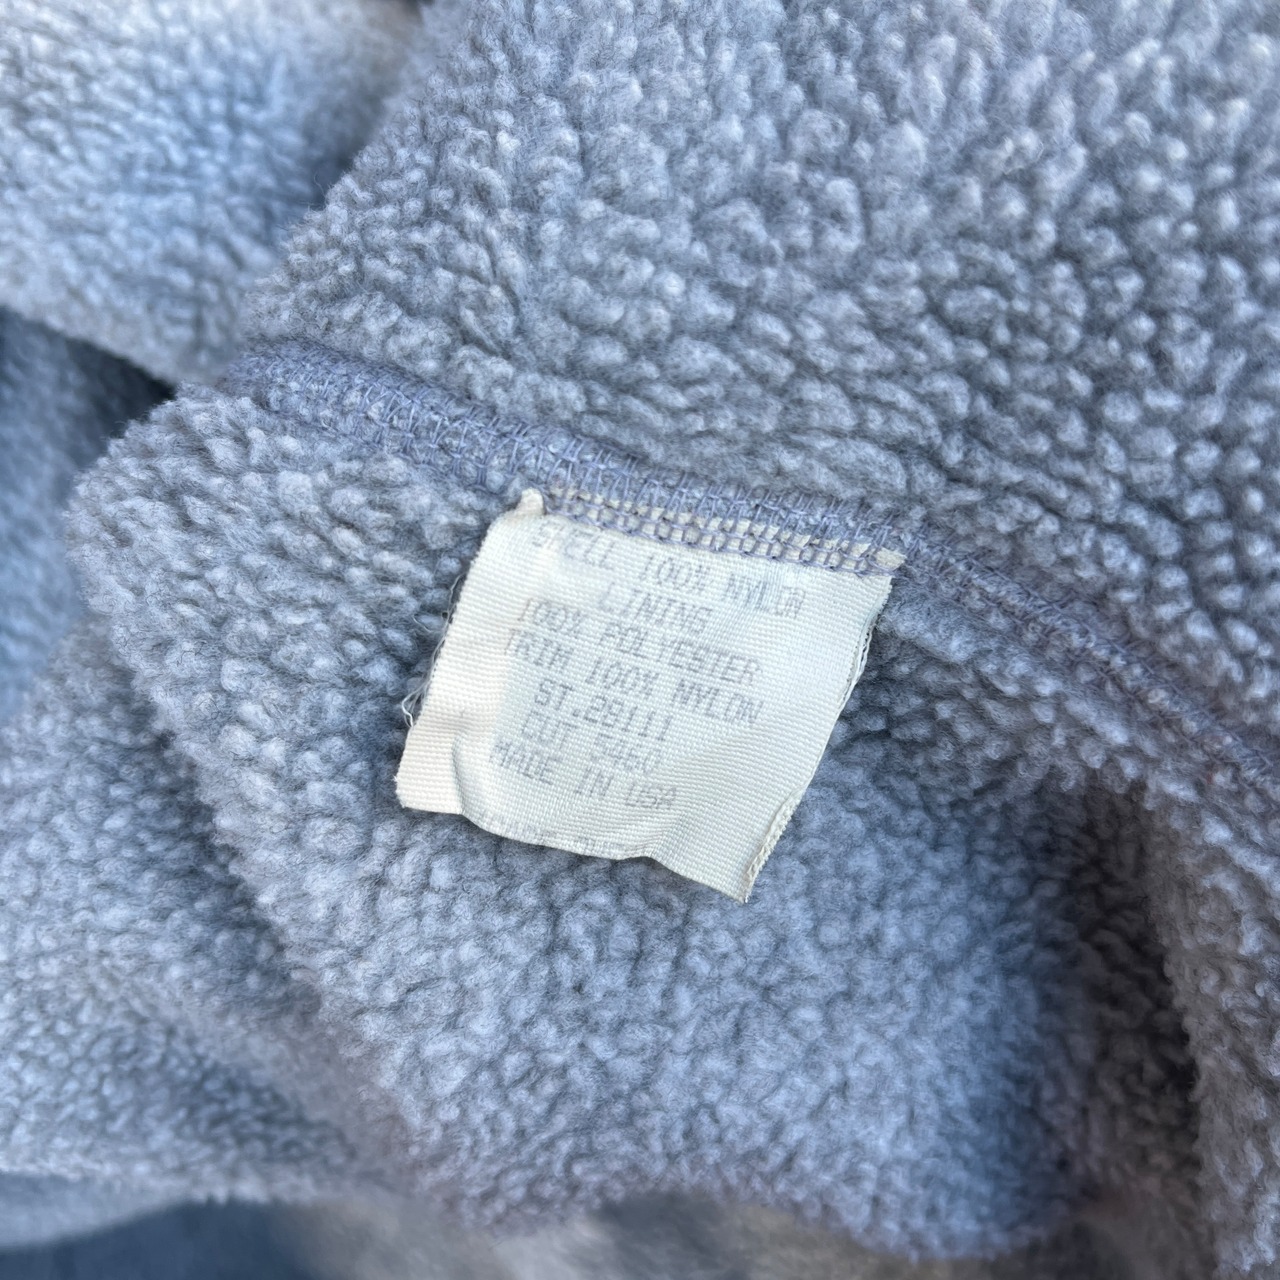 SHELL 100% NYLON
LINING
100% POLYESTER
TRIM 100% NYLON
ST.28111
CUT 5460
MADE IN USA